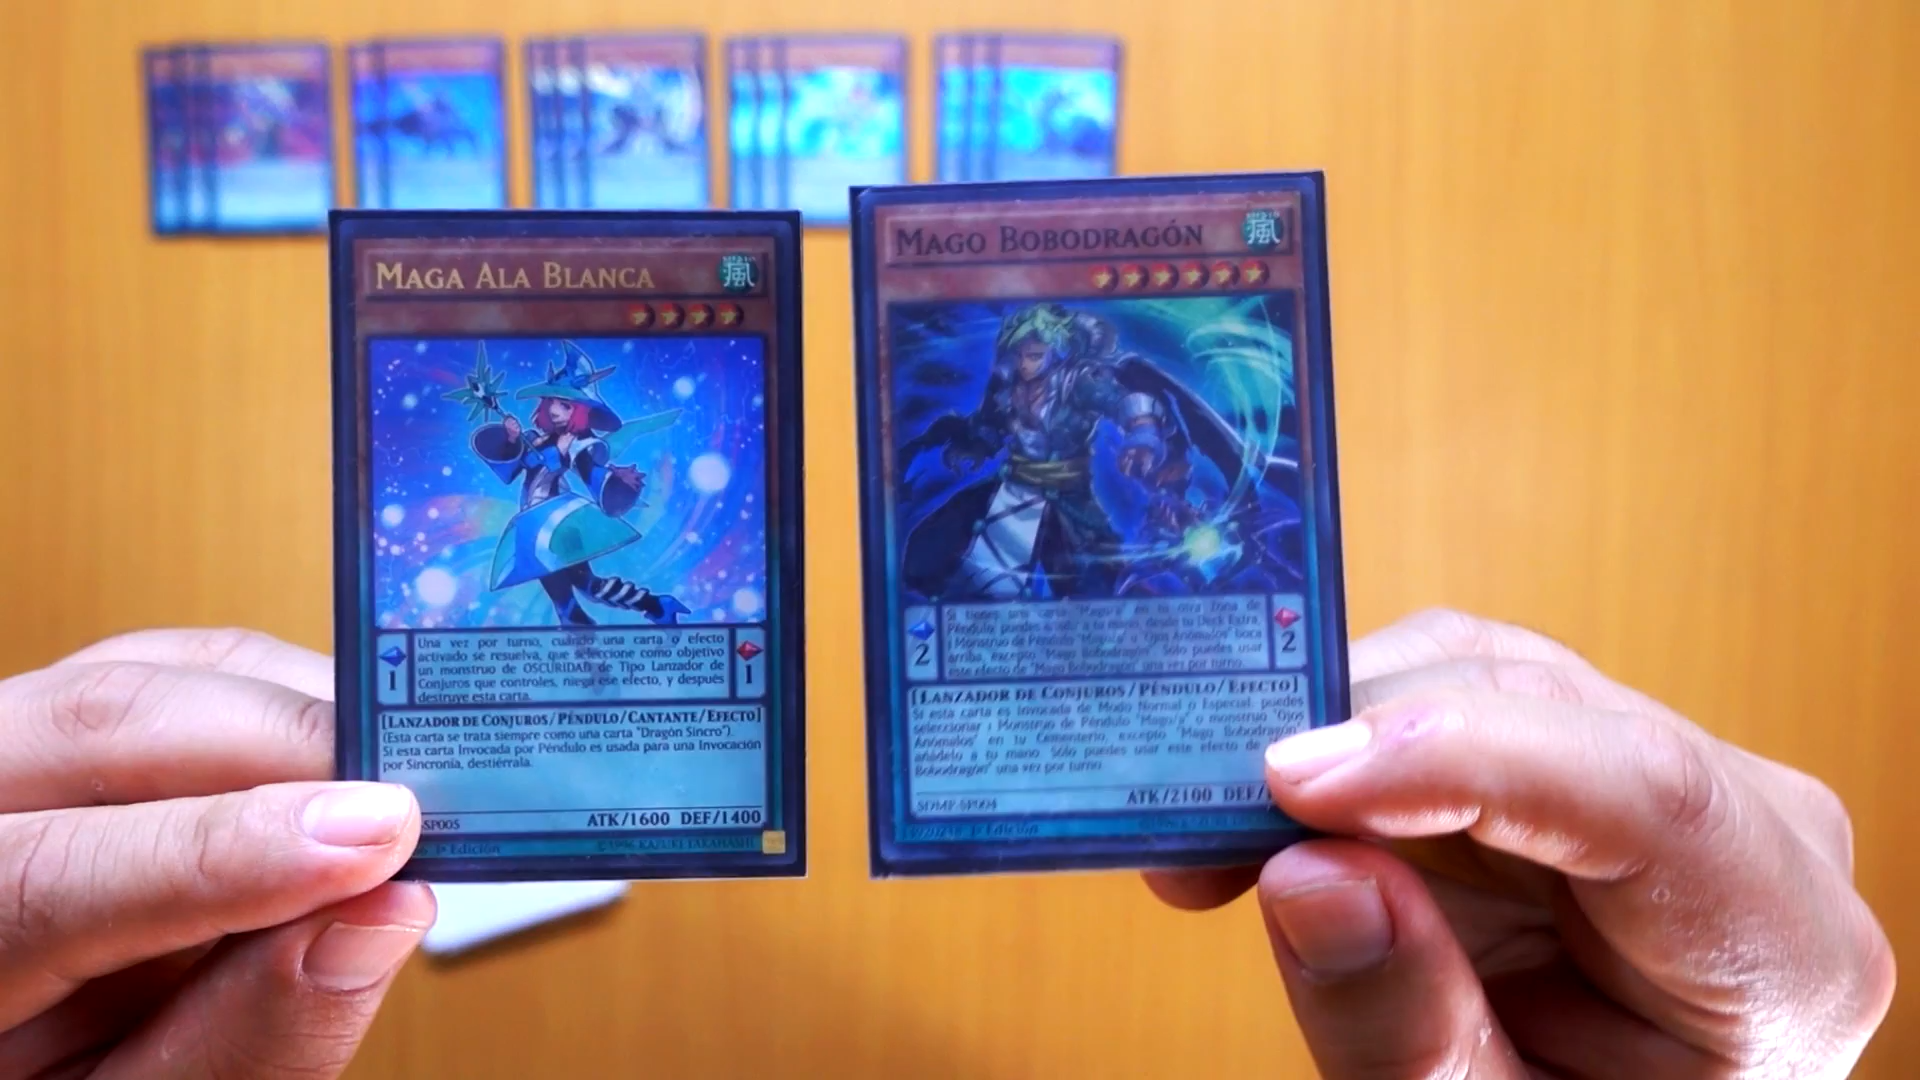 MAGA ALA BLANCA
風
1
Una vez por turno, cuando una carta o efecto
activado se resuelva, que seleccione como objetivo
un monstruo de OSCURIDAD de Tipo Lanzador de
Conjuros que controles, niega ese efecto, y después
destruye esta carta.
1
[LANZADOR DE CONJUROS/PÉNDULO/CANTANTE/EFECTO]
(Esta carta se trata siempre como una carta "Dragón Sincro").
Si esta carta Invocada por Péndulo es usada para una Invocación
por Sincronía, destiérrala.
-SP005
ATK/1600 DEF/1400
1ª Edición
©1996 KAZUKI TAKAHASHI
MAGO BOBODRAGÓN
風
2
Si tienes otra carta "Mago/a" en tu otra Zona de
Péndulo: puedes añadir a tu mano, desde tu Deck Extra,
1 Monstruo de Péndulo "Mago/a" u "Ojos Anómalos" boca
arriba, excepto "Mago Bobodragón". Sólo puedes usar
este efecto de "Mago Bobodragón" una vez por turno.
2
[LANZADOR DE CONJUROS/PÉNDULO/EFECTO]
Si esta carta es Invocada de Modo Normal o Especial: puedes
seleccionar 1 Monstruo de Péndulo "Mago/a" o monstruo "Ojos
Anómalos" en tu Cementerio, excepto "Mago Bobodragón";
añádelo a tu mano. Sólo puedes usar este efecto de
Bobodragón" una vez por turno.
SDMP-SP004
ATK/2100 DEF/
1ª Edición